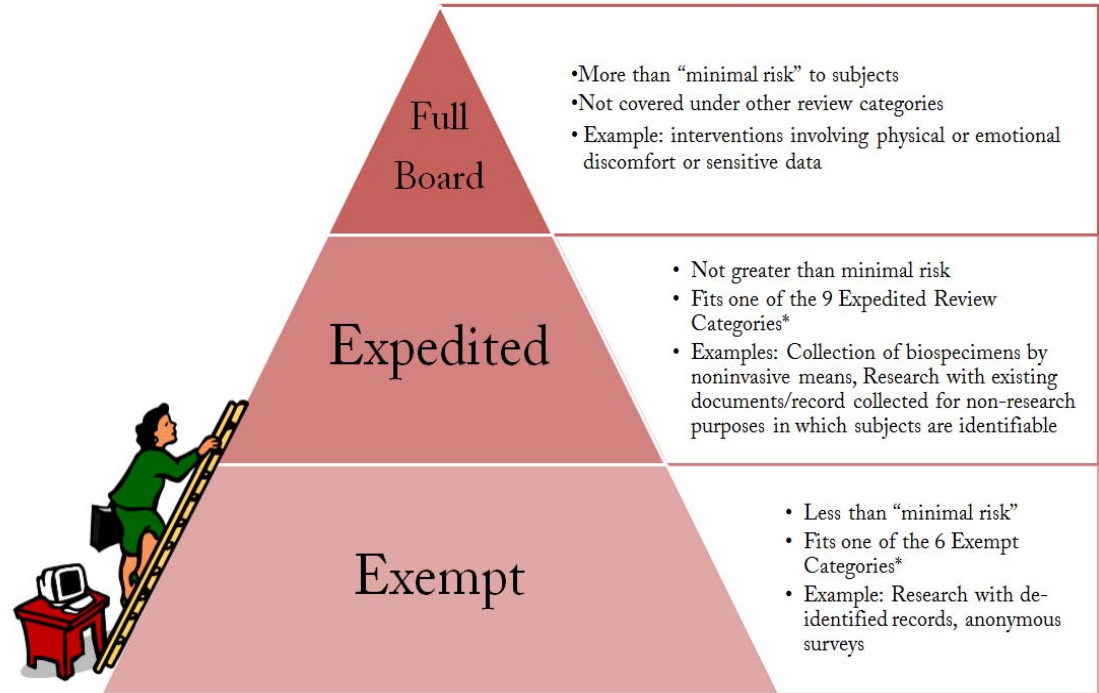 Full
Board
•More than “minimal risk” to subjects
•Not covered under other review categories
• Example: interventions involving physical or emotional
discomfort or sensitive data
Expedited
• Not greater than minimal risk
• Fits one of the 9 Expedited Review
Categories*
• Examples: Collection of biospecimens by
noninvasive means, Research with existing
documents/record collected for non-research
purposes in which subjects are identifiable
Exempt
• Less than “minimal risk”
• Fits one of the 6 Exempt
Categories*
• Example: Research with de-
identified records, anonymous
surveys